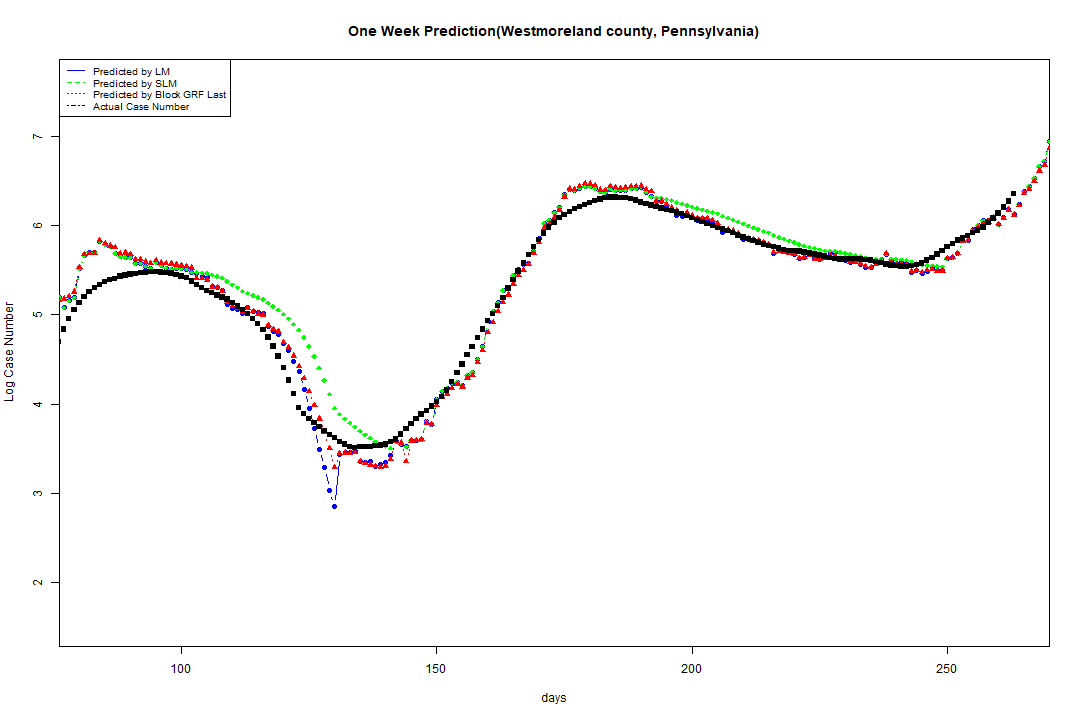 One Week Prediction(Westmoreland county, Pennsylvania)
Predicted by LM
Predicted by SLM
Predicted by Block GRF Last
Actual Case Number
7
6
5
4
3
2
Log Case Number
100 150 200 250
days